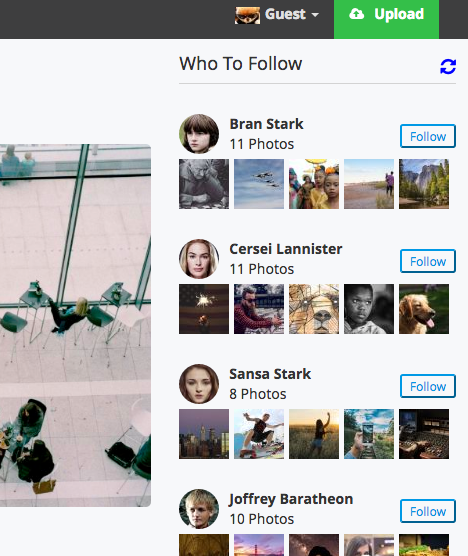 Guest
Upload
Who To Follow
Bran Stark
11 Photos
Follow
Cersei Lannister
11 Photos
Follow
Sansa Stark
8 Photos
Follow
Joffrey Baratheon
10 Photos
Follow